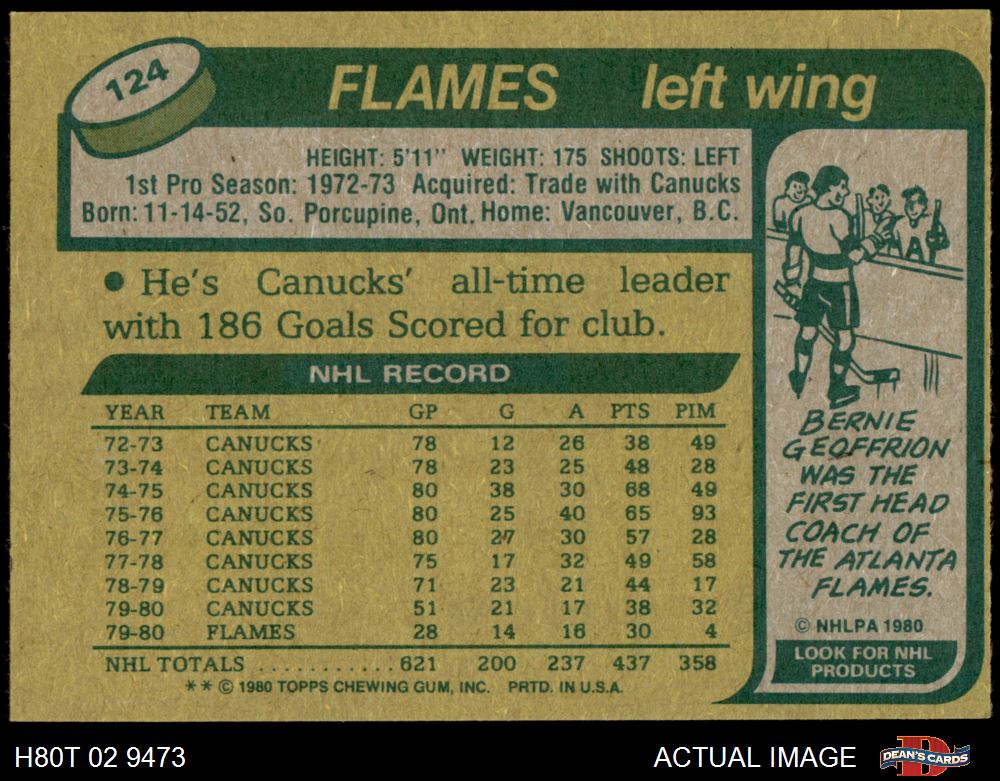 124
FLAMES left wing
HEIGHT: 5'11" WEIGHT: 175 SHOOTS: LEFT
1st Pro Season: 1972-73 Acquired: Trade with Canucks
Born: 11-14-52, So. Porcupine, Ont. Home: Vancouver, B.C.
● He's Canucks' all-time leader
with 186 Goals Scored for club.
NHL RECORD
YEAR TEAM GP G A PTS PIM
72-73 CANUCKS 78 12 26 38 49
73-74 CANUCKS 78 23 25 48 28
74-75 CANUCKS 80 38 30 68 49
75-76 CANUCKS 80 25 40 65 93
76-77 CANUCKS 80 27 30 57 28
77-78 CANUCKS 75 17 32 49 58
78-79 CANUCKS 71 23 21 44 17
79-80 CANUCKS 51 21 17 38 32
79-80 FLAMES 28 14 16 30 4
NHL TOTALS ........... 621 200 237 437 358
** © 1980 TOPPS CHEWING GUM, INC. PRTD. IN U.S.A.
AA
BERNIE
GEOFFRION
WAS THE
FIRST HEAD
COACH OF
THE ATLANTA
FLAMES.
© NHLPA 1980
LOOK FOR NHL
PRODUCTS
H80T 02 9473
ACTUAL IMAGE
DEAN'S CARDS